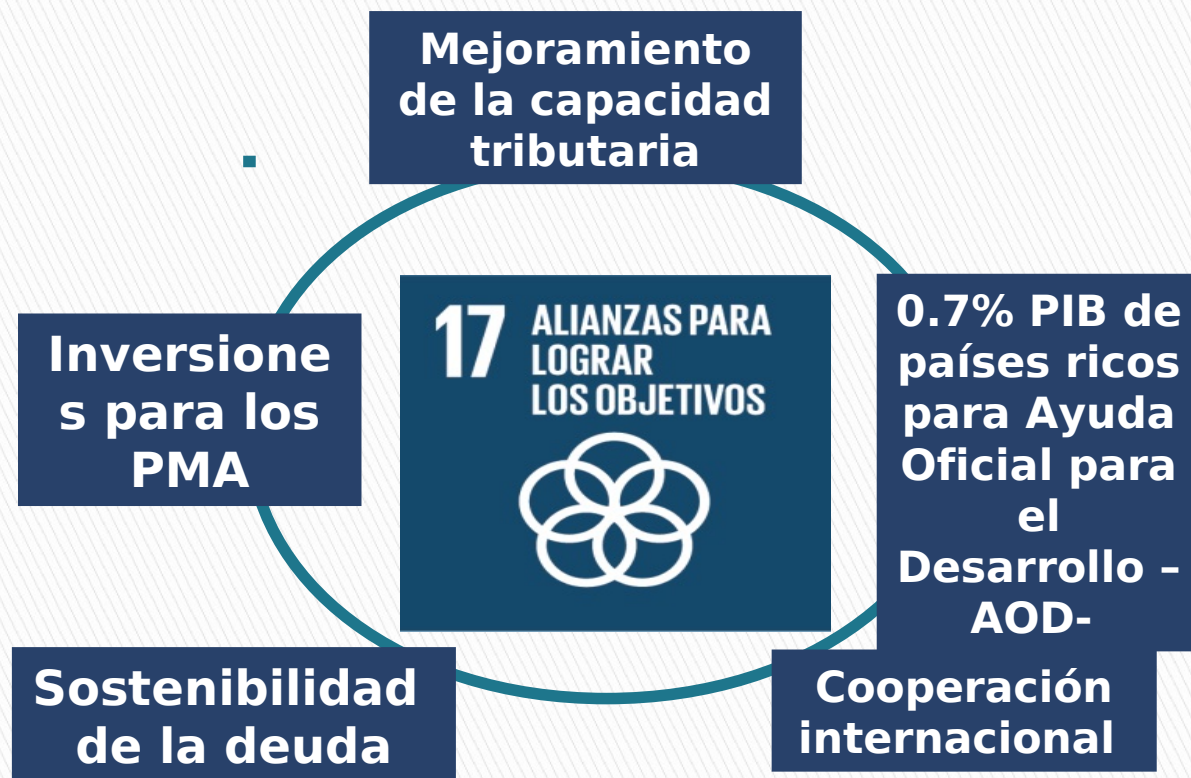 Mejoramiento
de la capacidad
tributaria
17 ALIANZAS PARA
LOGRAR
LOS OBJETIVOS
0.7% PIB de
países ricos
para Ayuda
Oficial para
el
Desarrollo –
AOD-
Inversione
s para los
PMA
Sostenibilidad
de la deuda
Cooperación
internacional